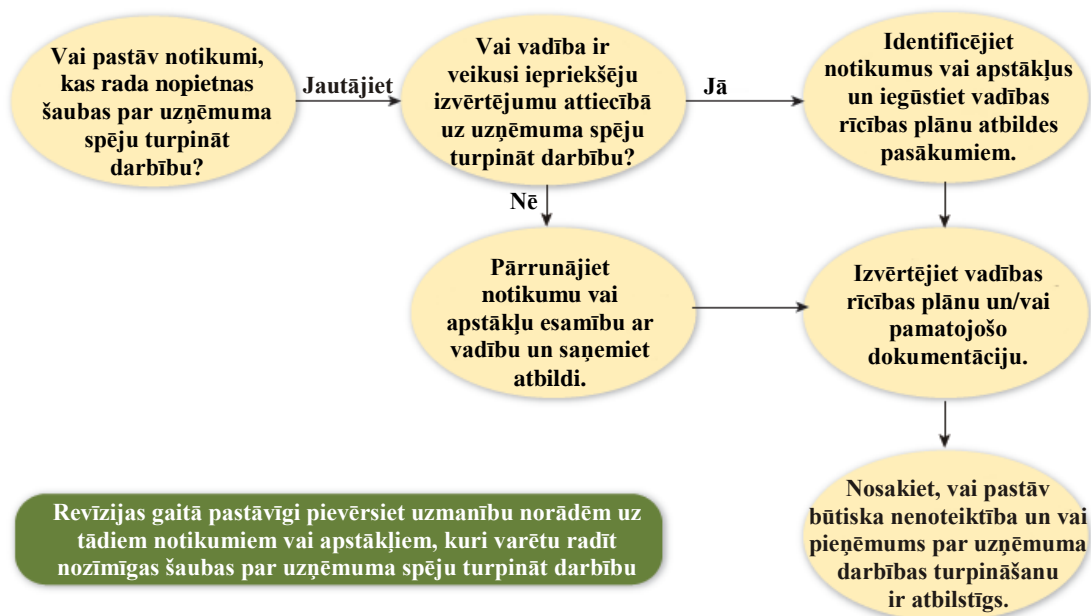 Vai pastāv notikumi,
kas rada nopietnas
šaubas par uzņēmuma
spēju turpināt
darbību?
Jautājiet
Vai vadība ir
veikusi iepriekšēju
izvērtējumu attiecībā
uz uzņēmuma spēju
turpināt darbību?
Jā
Identificējiet
notikumus vai apstākļus
un iegūstiet vadības
rīcības plānu atbildes
pasākumiem.
Nē
Pārrunājiet
notikumu vai
apstākļu esamību ar
vadību un saņemiet
atbildi.
Izvērtējiet vadības
rīcības plānu un/vai
pamatojošo
dokumentāciju.
Nosakiet, vai pastāv
būtiska nenoteiktība un vai
pieņēmums par uzņēmuma
darbības turpināšanu
ir atbilstīgs.
Revīzijas gaitā pastāvīgi pievērsiet uzmanību norādēm uz
tādiem notikumiem vai apstākļiem, kuri varētu radīt
nozīmīgas šaubas par uzņēmuma spēju turpināt darbību